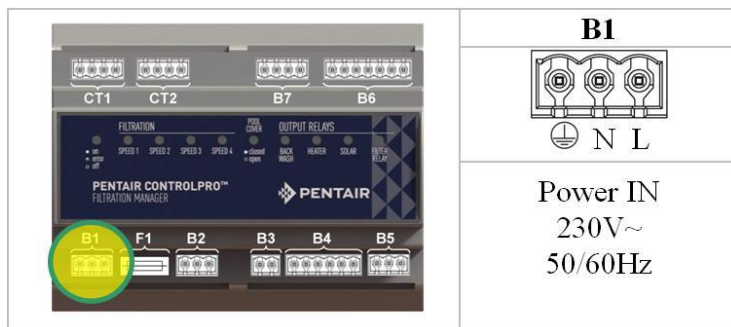 CT1 CT2 B7 B6
FILTRATION
POOL COVER
OUTPUT RELAYS
on
error
off
SPEED 1 SPEED 2 SPEED 3 SPEED 4
closed
open
BACK WASH
HEATER
SOLAR
FILTER RELAY
PENTAIR CONTROLPRO™
FILTRATION MANAGER
PENTAIR
B1 F1 B2 B3 B4 B5
B1
N L
Power IN
230V~
50/60Hz